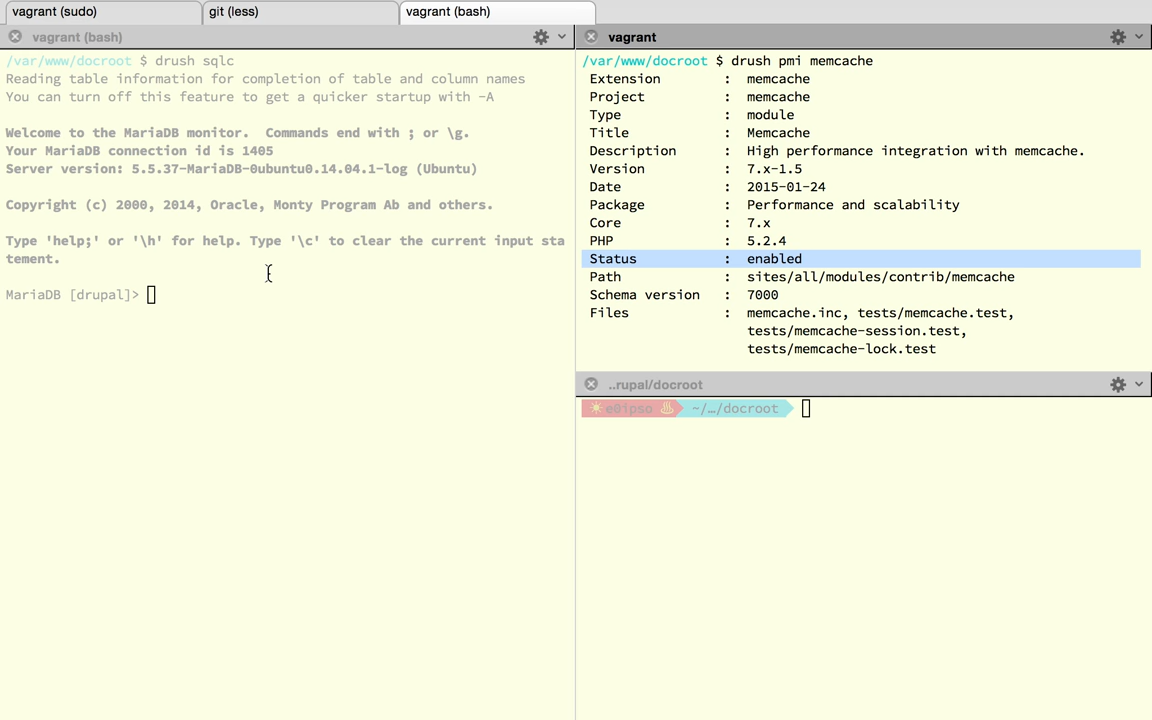 vagrant (sudo)
git (less)
vagrant (bash)
vagrant (bash)
/var/www/docroot $ drush sqlc
Reading table information for completion of table and column names
You can turn off this feature to get a quicker startup with -A
Welcome to the MariaDB monitor.  Commands end with ; or \g.
Your MariaDB connection id is 1405
Server version: 5.5.37-MariaDB-0ubuntu0.14.04.1-log (Ubuntu)
Copyright (c) 2000, 2014, Oracle, Monty Program Ab and others.
Type 'help;' or '\h' for help. Type '\c' to clear the current input sta
tement.
MariaDB [drupal]>
vagrant
/var/www/docroot $ drush pmi memcache
Extension : memcache
Project : memcache
Type : module
Title : Memcache
Description : High performance integration with memcache.
Version : 7.x-1.5
Date : 2015-01-24
Package : Performance and scalability
Core : 7.x
PHP : 5.2.4
Status : enabled
Path : sites/all/modules/contrib/memcache
Schema version : 7000
Files : memcache.inc, tests/memcache.test,
tests/memcache-session.test,
tests/memcache-lock.test
..rupal/docroot
☀e0ipso ♨ ~/…/docroot